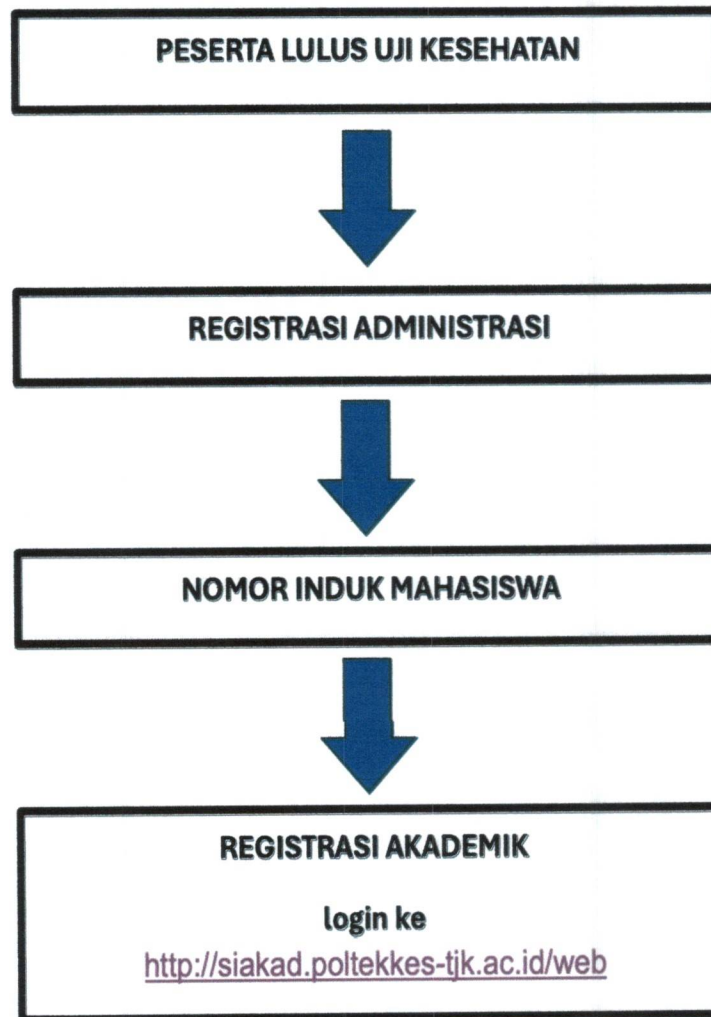 PESERTA LULUS UJI KESEHATAN
REGISTRASI ADMINISTRASI
NOMOR INDUK MAHASISWA
REGISTRASI AKADEMIK
login ke
http://siakad.poltekkes-tjk.ac.id/web